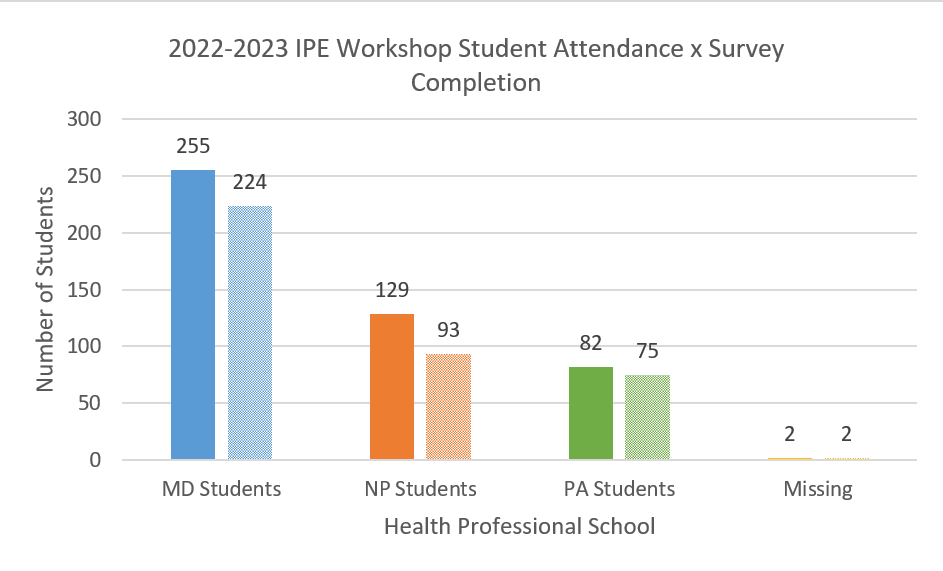 2022-2023 IPE Workshop Student Attendance x Survey
Completion
Number of Students
300
250
200
150
100
50
0
255
224
129
93
82
75
2
2
MD Students
NP Students
PA Students
Missing
Health Professional School